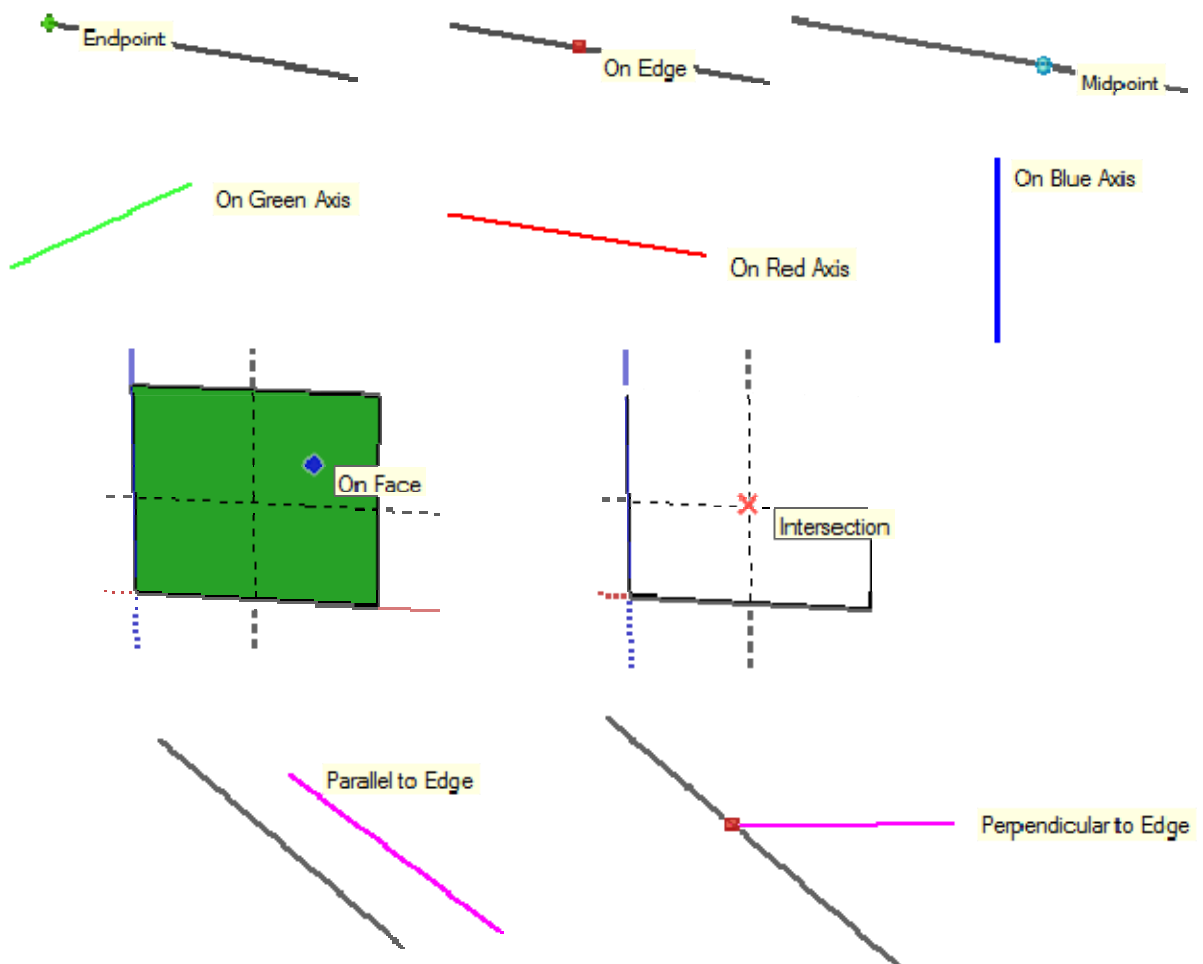 Endpoint
On Edge
Midpoint
On Green Axis
On Red Axis
On Blue Axis
On Face
Intersection
Parallel to Edge
Perpendicular to Edge